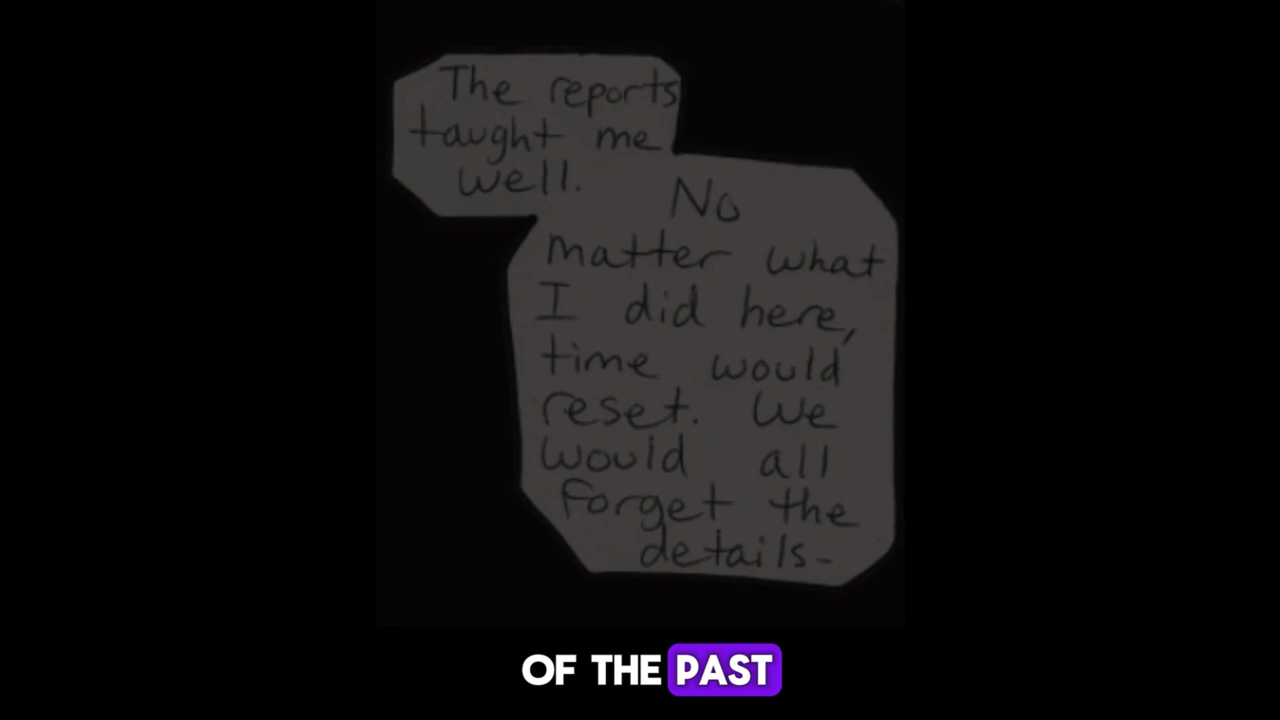 The reports
taught me
well.
No
matter what
I did here,
time would
reset. We
would all
forget the
details-
OF THE PAST